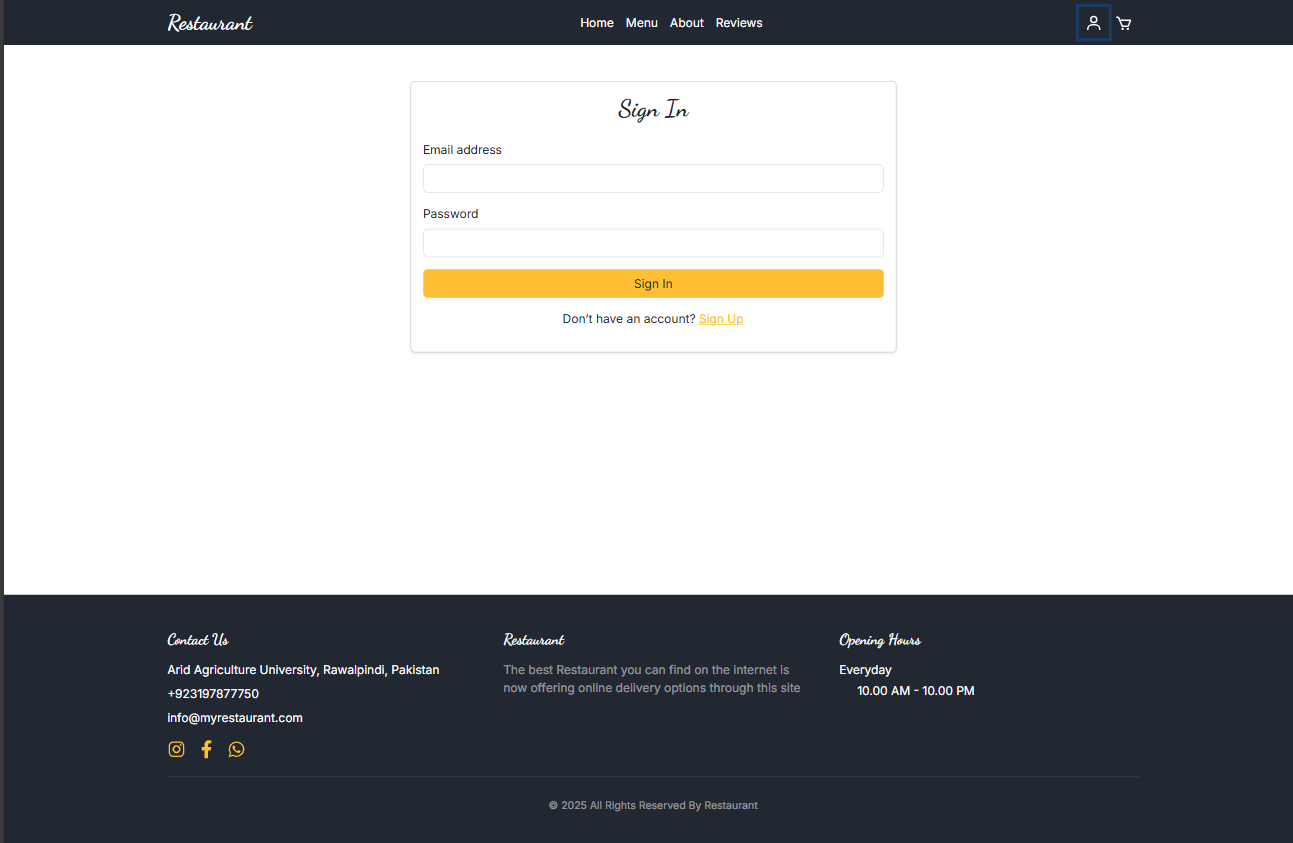 Restaurant
Home Menu About Reviews
Sign In
Email address
Password
Sign In
Don't have an account? Sign Up
Contact Us
Arid Agriculture University, Rawalpindi, Pakistan
+923197877750
info@myrestaurant.com
Restaurant
The best Restaurant you can find on the internet is
now offering online delivery options through this site
Opening Hours
Everyday
10.00 AM - 10.00 PM
© 2025 All Rights Reserved By Restaurant